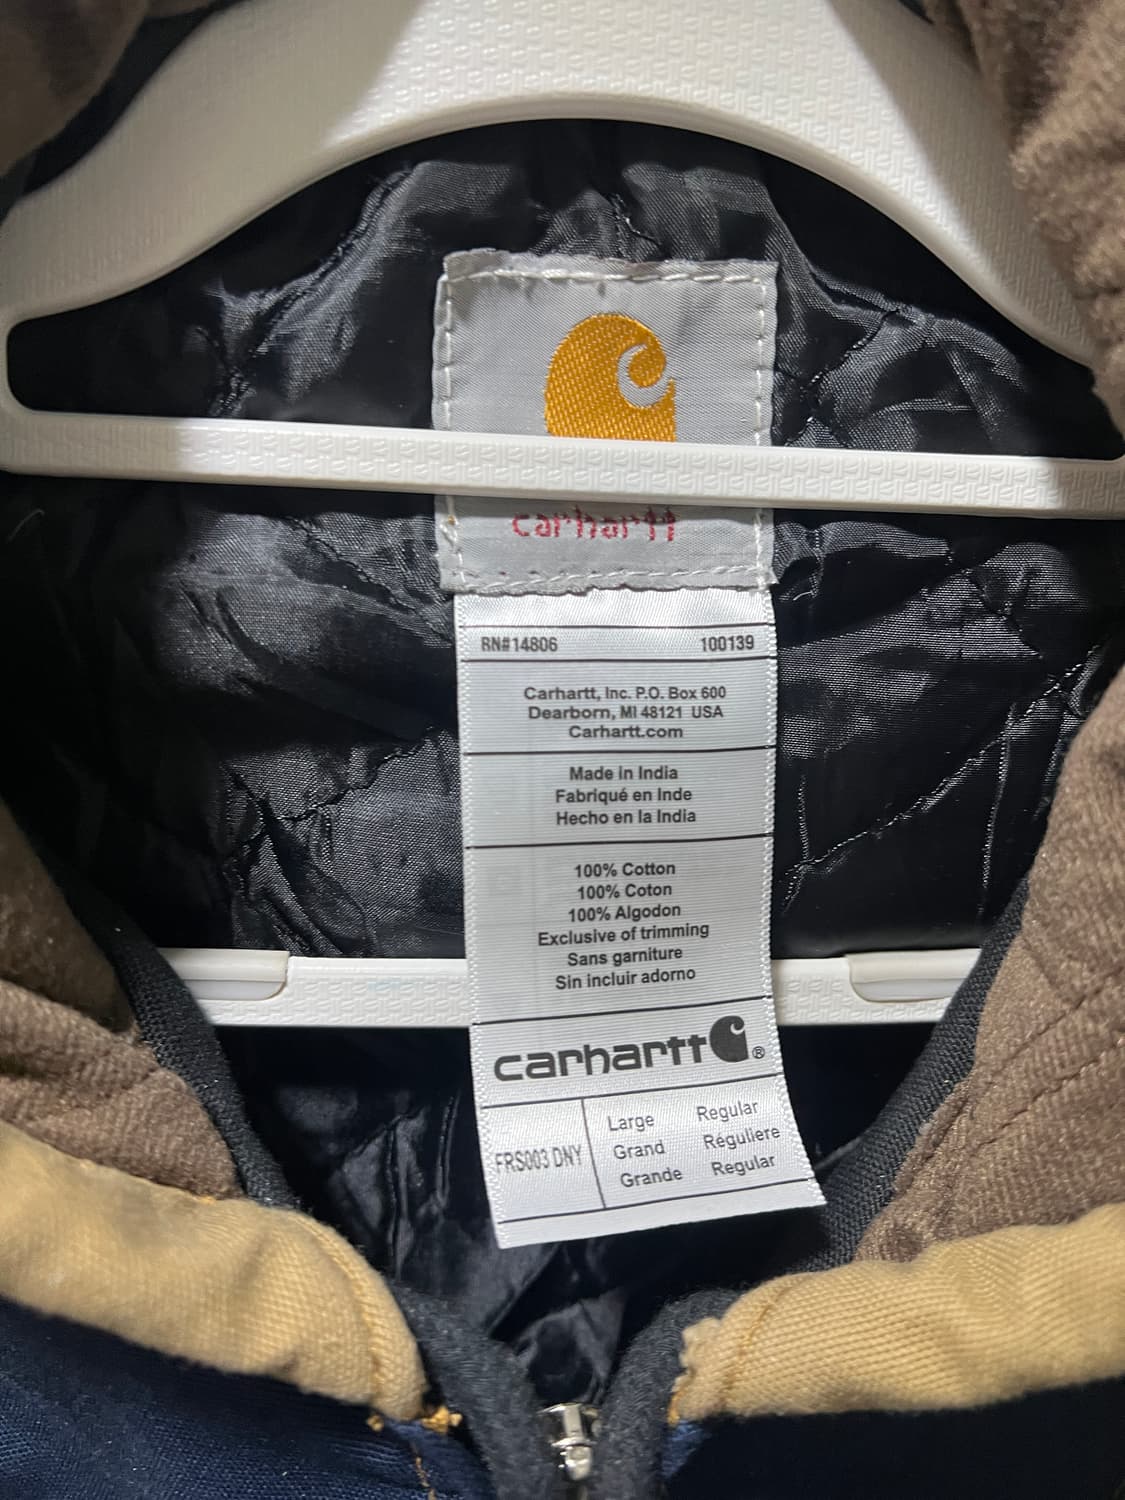 carhartt
RN#14806 100139
Carhartt, Inc. P.O. Box 600
Dearborn, MI 48121 USA
Carhartt.com
Made in India
Fabriqué en Inde
Hecho en la India
100% Cotton
100% Coton
100% Algodon
Exclusive of trimming
Sans garniture
Sin incluir adorno
carhartt ®
FRS003 DNY
Large Regular
Grand Réguliere
Grande Regular